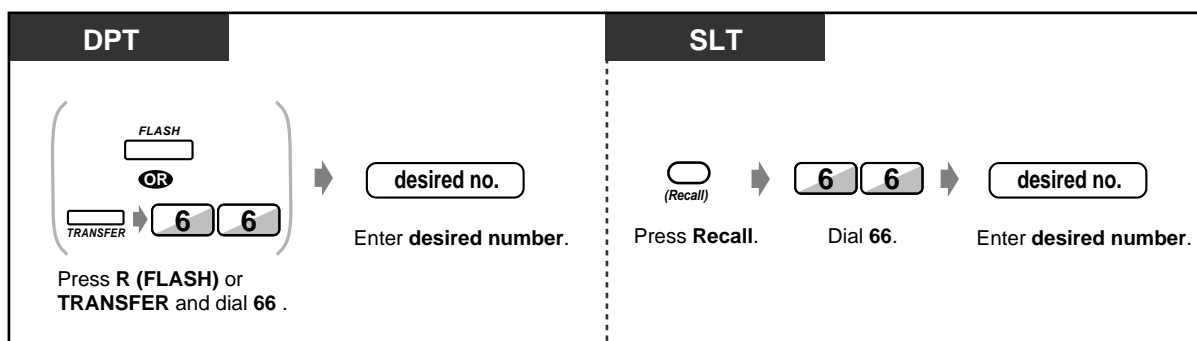 DPT
FLASH
OR
TRANSFER
6 6
Press R (FLASH) or
TRANSFER and dial 66 .
desired no.
Enter desired number.
SLT
(Recall)
Press Recall.
6 6
Dial 66.
desired no.
Enter desired number.